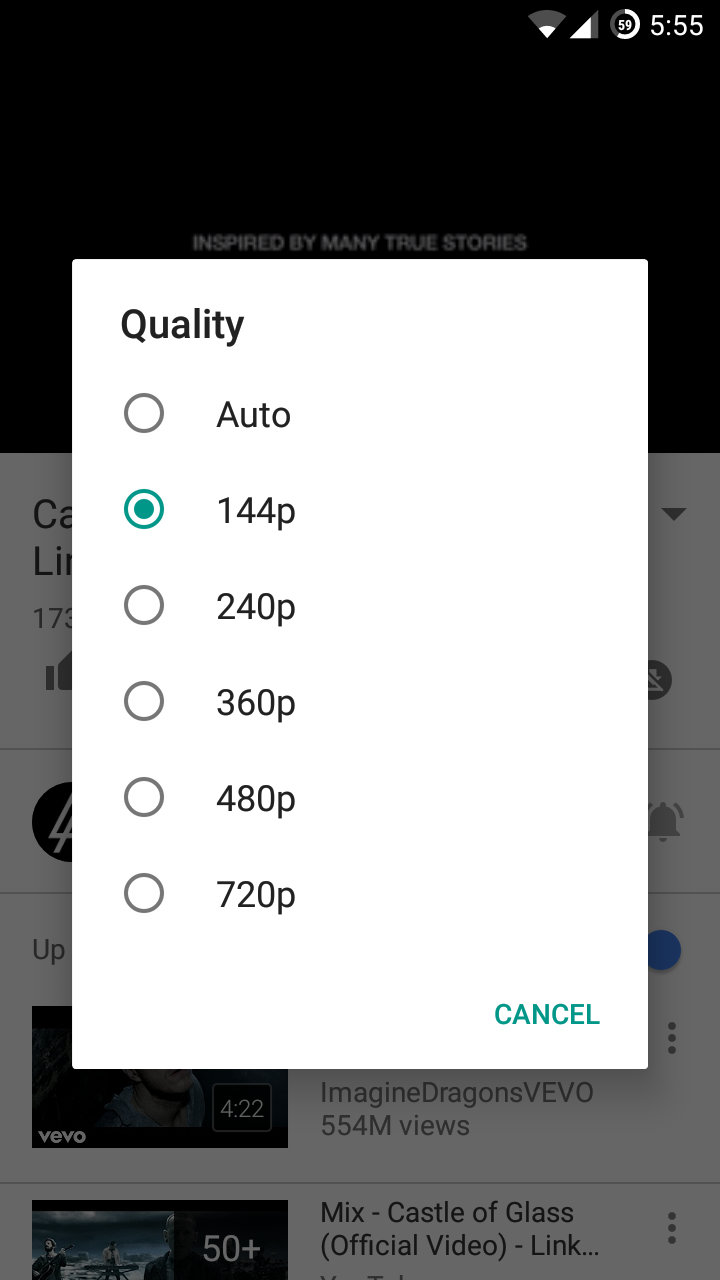 59 5:55
INSPIRED BY MANY TRUE STORIES
Quality
Auto
144p
240p
360p
480p
720p
CANCEL
Ca
Lin
173
Up
4:22
vevo
ImagineDragonsVEVO
554M views
50+
Mix - Castle of Glass
(Official Video) - Link...